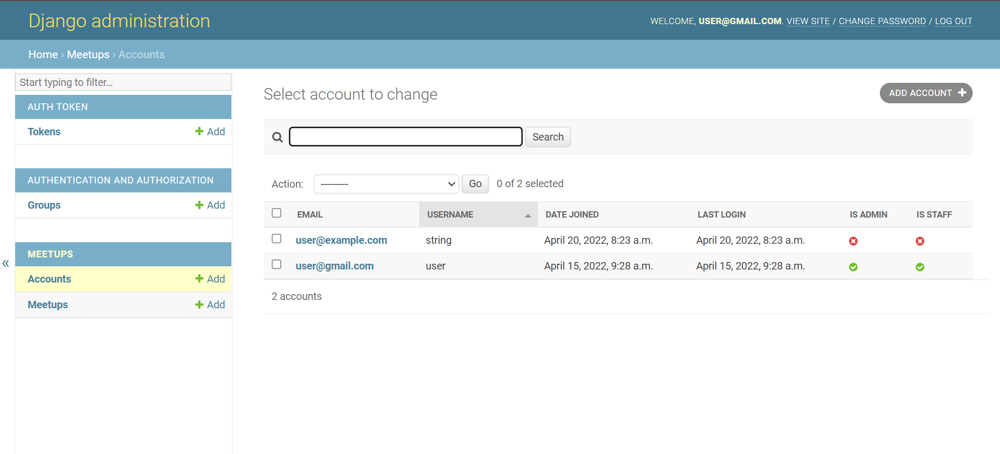 Django administration
WELCOME, USER@GMAIL.COM. VIEW SITE / CHANGE PASSWORD / LOG OUT
Home › Meetups › Accounts
Start typing to filter...
AUTH TOKEN
Tokens
Add
AUTHENTICATION AND AUTHORIZATION
Groups
Add
MEETUPS
Accounts
Add
Meetups
Add
«
Select account to change
ADD ACCOUNT
Search
Action: --------- Go 0 of 2 selected
EMAIL USERNAME DATE JOINED LAST LOGIN IS ADMIN IS STAFF
user@example.com string April 20, 2022, 8:23 a.m. April 20, 2022, 8:23 a.m.
user@gmail.com user April 15, 2022, 9:28 a.m. April 15, 2022, 9:28 a.m.
2 accounts